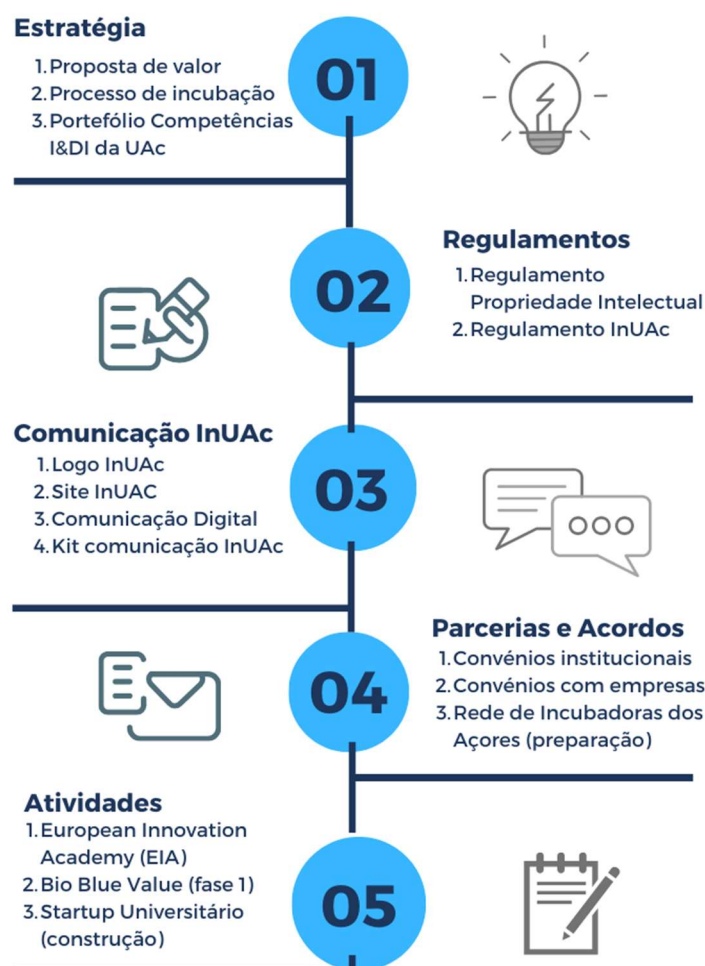 Estratégia
1. Proposta de valor
2. Processo de incubação
3. Portefólio Competências
I&DI da UAc
01
02
Regulamentos
1. Regulamento
Propriedade Intelectual
2. Regulamento InUAc
Comunicação InUAc
1. Logo InUAc
2. Site InUAC
3. Comunicação Digital
4. Kit comunicação InUAc
03
04
Parcerias e Acordos
1. Convénios institucionais
2. Convénios com empresas
3. Rede de Incubadoras dos
Açores (preparação)
Atividades
1. European Innovation
Academy (EIA)
2. Bio Blue Value (fase 1)
3. Startup Universitário
(construção)
05